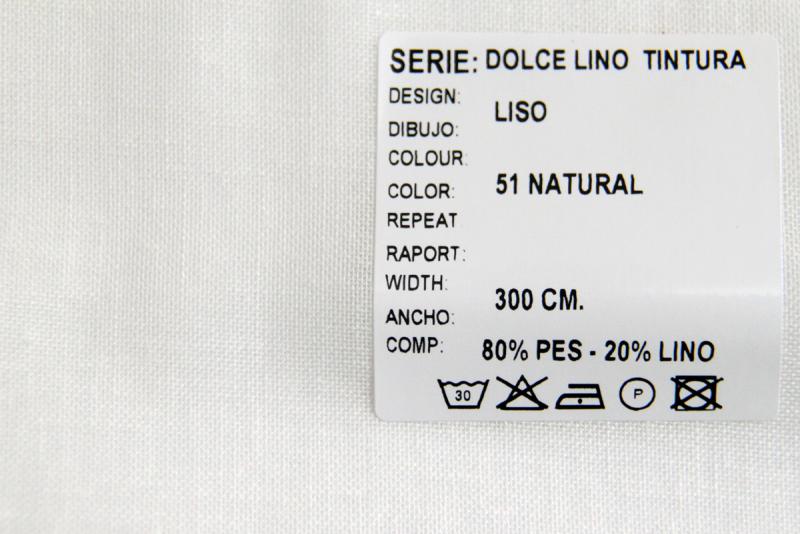 SERIE: DOLCE LINO TINTURA
DESIGN:
LISO
DIBUJO:
COLOUR:
COLOR: 51 NATURAL
REPEAT
RAPORT:
WIDTH:
300 CM.
ANCHO:
COMP: 80% PES - 20% LINO
30 P